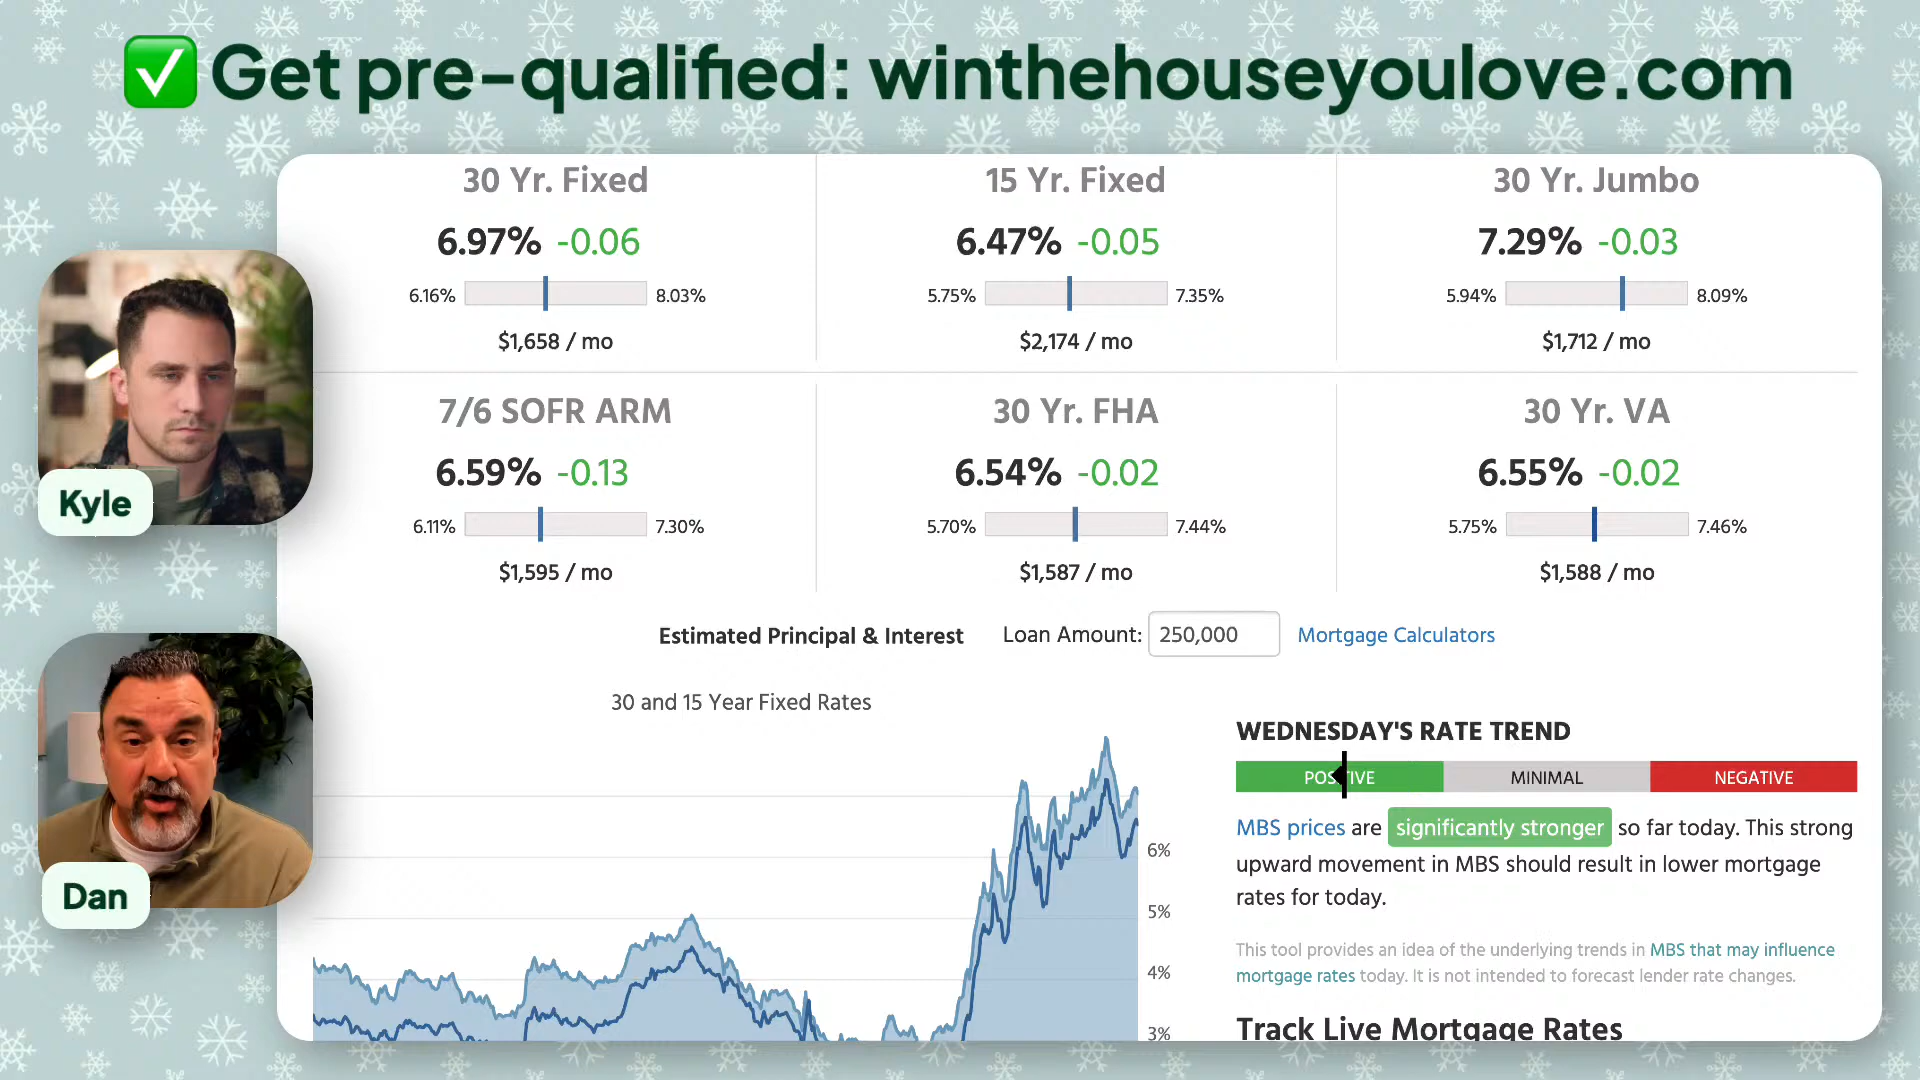 ✅ Get pre-qualified: winthehouseyoulove.com
30 Yr. Fixed
6.97% -0.06
6.16% 8.03%
$1,658 / mo
15 Yr. Fixed
6.47% -0.05
5.75% 7.35%
$2,174 / mo
30 Yr. Jumbo
7.29% -0.03
5.94% 8.09%
$1,712 / mo
7/6 SOFR ARM
6.59% -0.13
6.11% 7.30%
$1,595 / mo
30 Yr. FHA
6.54% -0.02
5.70% 7.44%
$1,587 / mo
30 Yr. VA
6.55% -0.02
5.75% 7.46%
$1,588 / mo
Kyle
Dan
Estimated Principal & Interest Loan Amount: 250,000 Mortgage Calculators
30 and 15 Year Fixed Rates
6%
5%
4%
3%
WEDNESDAY'S RATE TREND
POSITIVE MINIMAL NEGATIVE
MBS prices are significantly stronger so far today. This strong
upward movement in MBS should result in lower mortgage
rates for today.
This tool provides an idea of the underlying trends in MBS that may influence
mortgage rates today. It is not intended to forecast lender rate changes.
Track Live Mortgage Rates